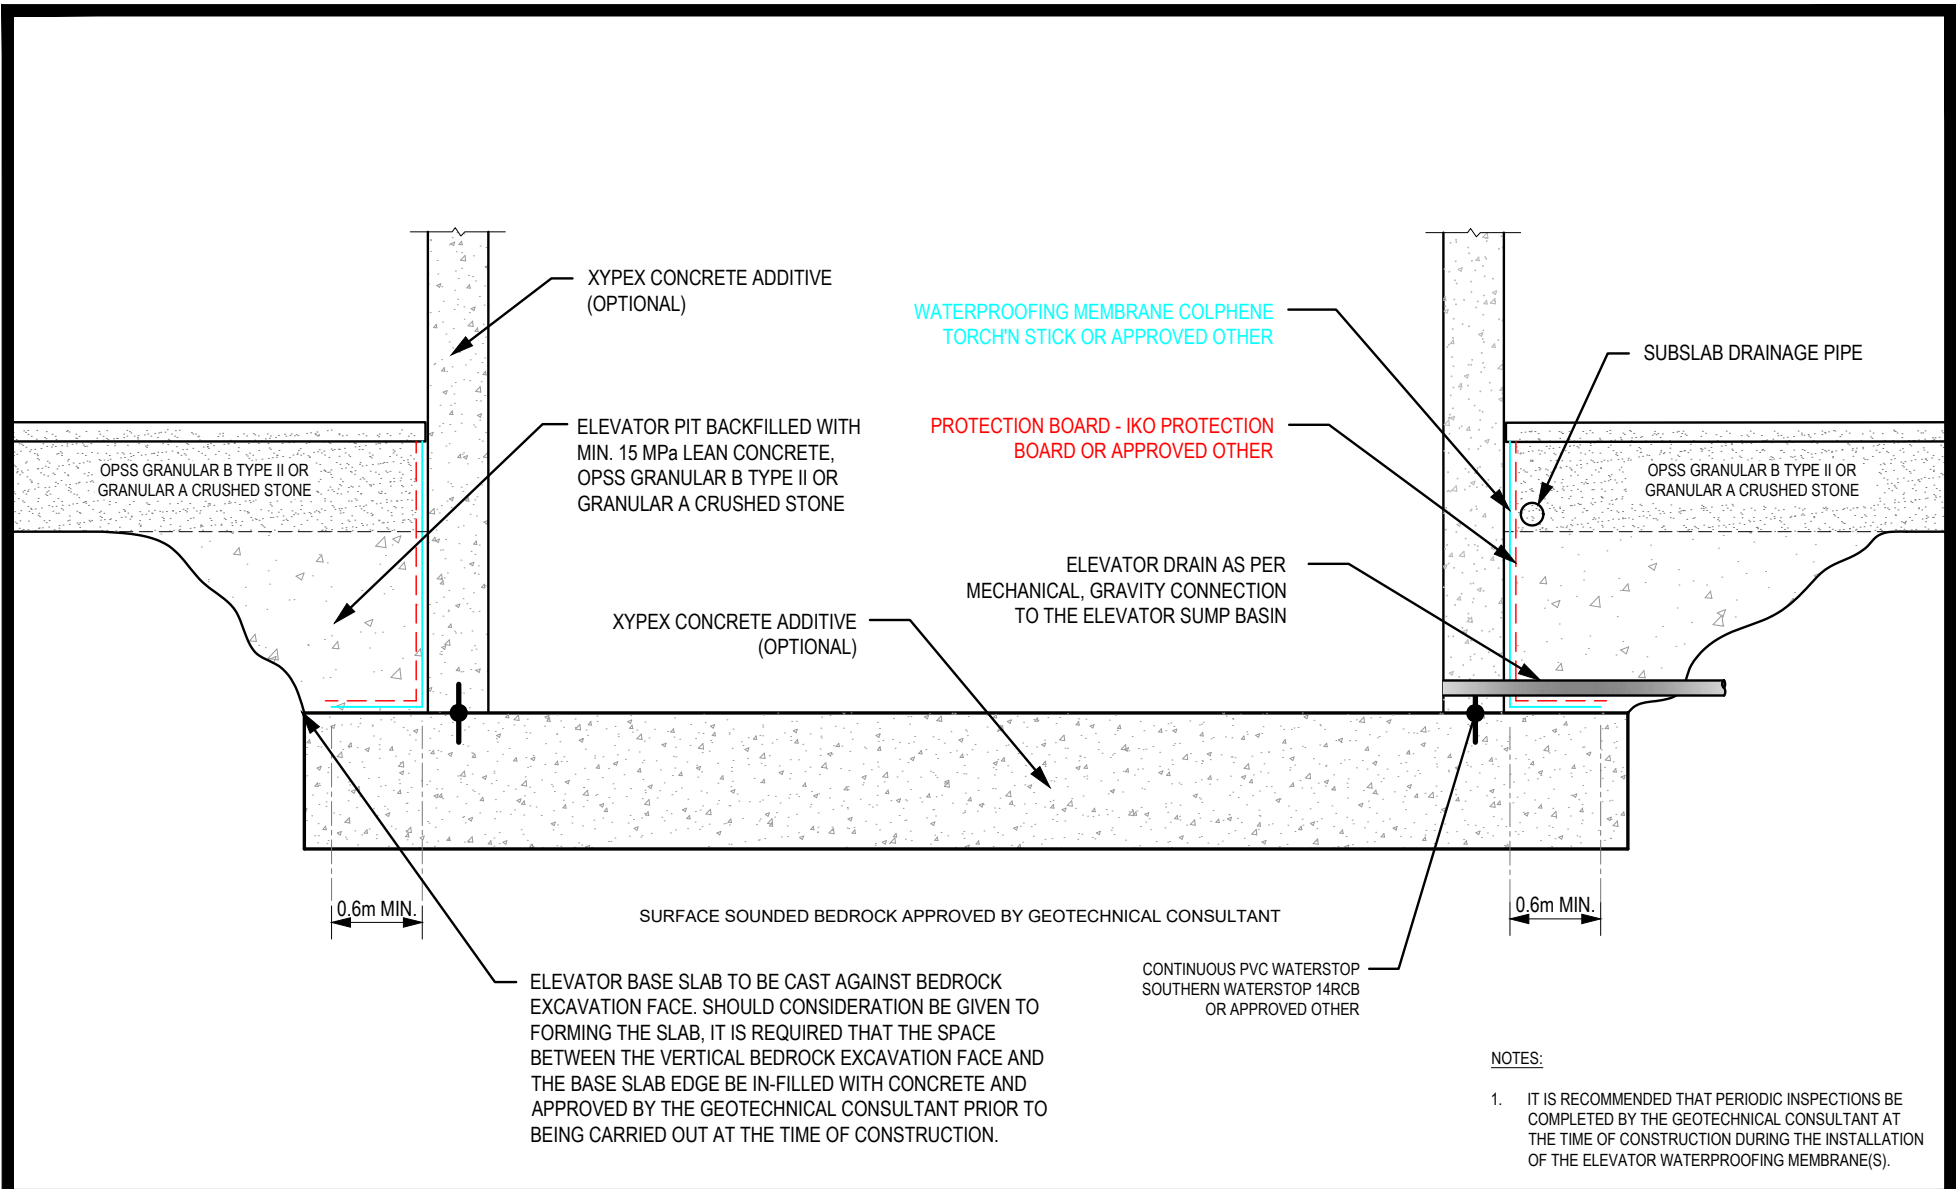 XYPEX CONCRETE ADDITIVE
(OPTIONAL)
WATERPROOFING MEMBRANE COLPHENE
TORCH'N STICK OR APPROVED OTHER
SUBSLAB DRAINAGE PIPE
ELEVATOR PIT BACKFILLED WITH
MIN. 15 MPa LEAN CONCRETE,
OPSS GRANULAR B TYPE II OR
GRANULAR A CRUSHED STONE
PROTECTION BOARD - IKO PROTECTION
BOARD OR APPROVED OTHER
OPSS GRANULAR B TYPE II OR
GRANULAR A CRUSHED STONE
OPSS GRANULAR B TYPE II OR
GRANULAR A CRUSHED STONE
ELEVATOR DRAIN AS PER
MECHANICAL, GRAVITY CONNECTION
TO THE ELEVATOR SUMP BASIN
XYPEX CONCRETE ADDITIVE
(OPTIONAL)
0.6m MIN.
SURFACE SOUNDED BEDROCK APPROVED BY GEOTECHNICAL CONSULTANT
0.6m MIN.
ELEVATOR BASE SLAB TO BE CAST AGAINST BEDROCK
EXCAVATION FACE. SHOULD CONSIDERATION BE GIVEN TO
FORMING THE SLAB, IT IS REQUIRED THAT THE SPACE
BETWEEN THE VERTICAL BEDROCK EXCAVATION FACE AND
THE BASE SLAB EDGE BE IN-FILLED WITH CONCRETE AND
APPROVED BY THE GEOTECHNICAL CONSULTANT PRIOR TO
BEING CARRIED OUT AT THE TIME OF CONSTRUCTION.
CONTINUOUS PVC WATERSTOP
SOUTHERN WATERSTOP 14RCB
OR APPROVED OTHER
NOTES:
1. IT IS RECOMMENDED THAT PERIODIC INSPECTIONS BE
COMPLETED BY THE GEOTECHNICAL CONSULTANT AT
THE TIME OF CONSTRUCTION DURING THE INSTALLATION
OF THE ELEVATOR WATERPROOFING MEMBRANE(S).